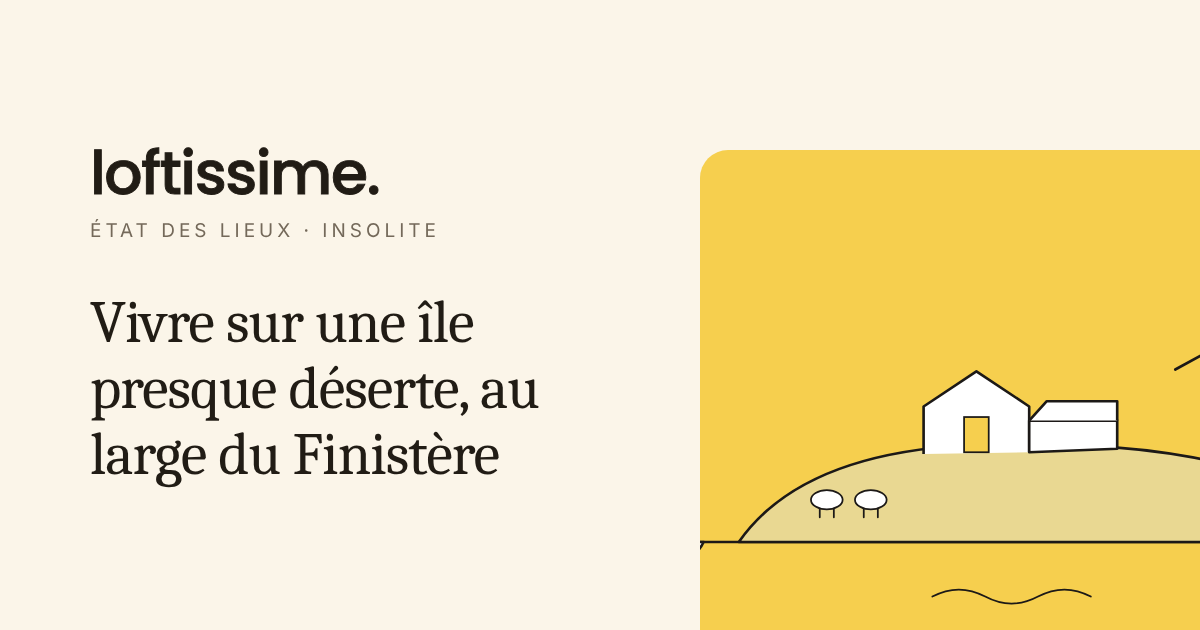 loftissime.
ÉTAT DES LIEUX · INSOLITE
Vivre sur une île
presque déserte, au
large du Finistère